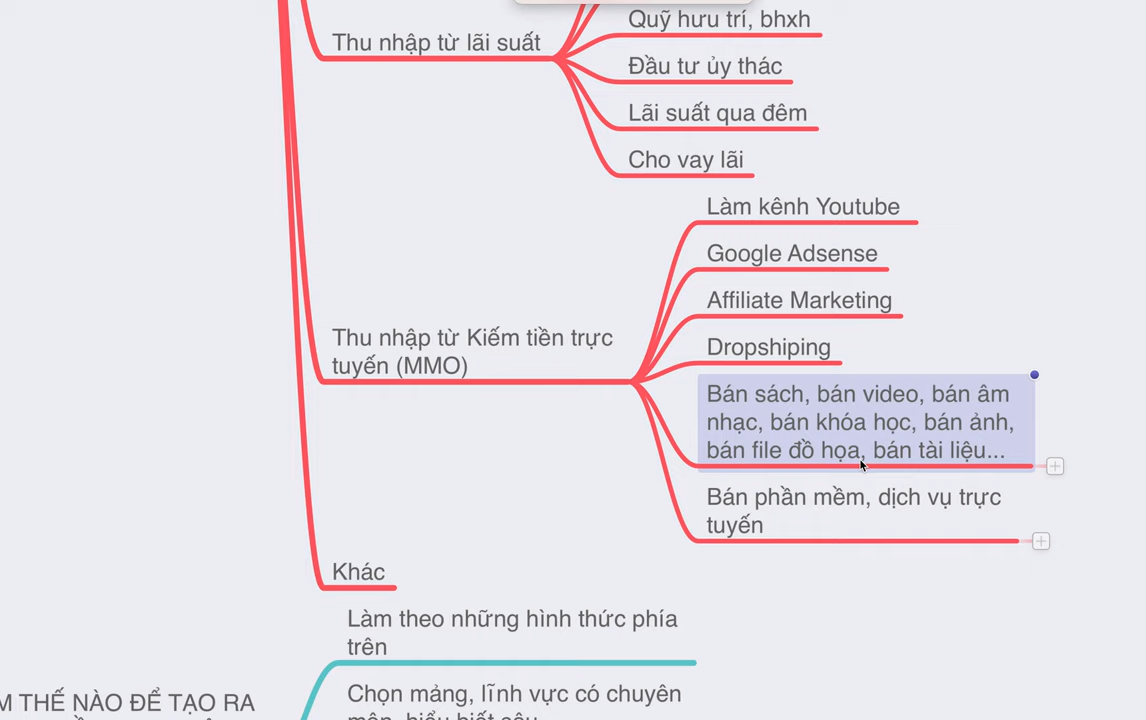 Quỹ hưu trí, bhxh
Thu nhập từ lãi suất
Đầu tư ủy thác
Lãi suất qua đêm
Cho vay lãi
Làm kênh Youtube
Google Adsense
Affiliate Marketing
Thu nhập từ Kiếm tiền trực
tuyến (MMO)
Dropshiping
Bán sách, bán video, bán âm
nhạc, bán khóa học, bán ảnh,
bán file đồ họa, bán tài liệu...
Bán phần mềm, dịch vụ trực
tuyến
Khác
Làm theo những hình thức phía
trên
THẾ NÀO ĐỂ TẠO RA
Chọn mảng, lĩnh vực có chuyên